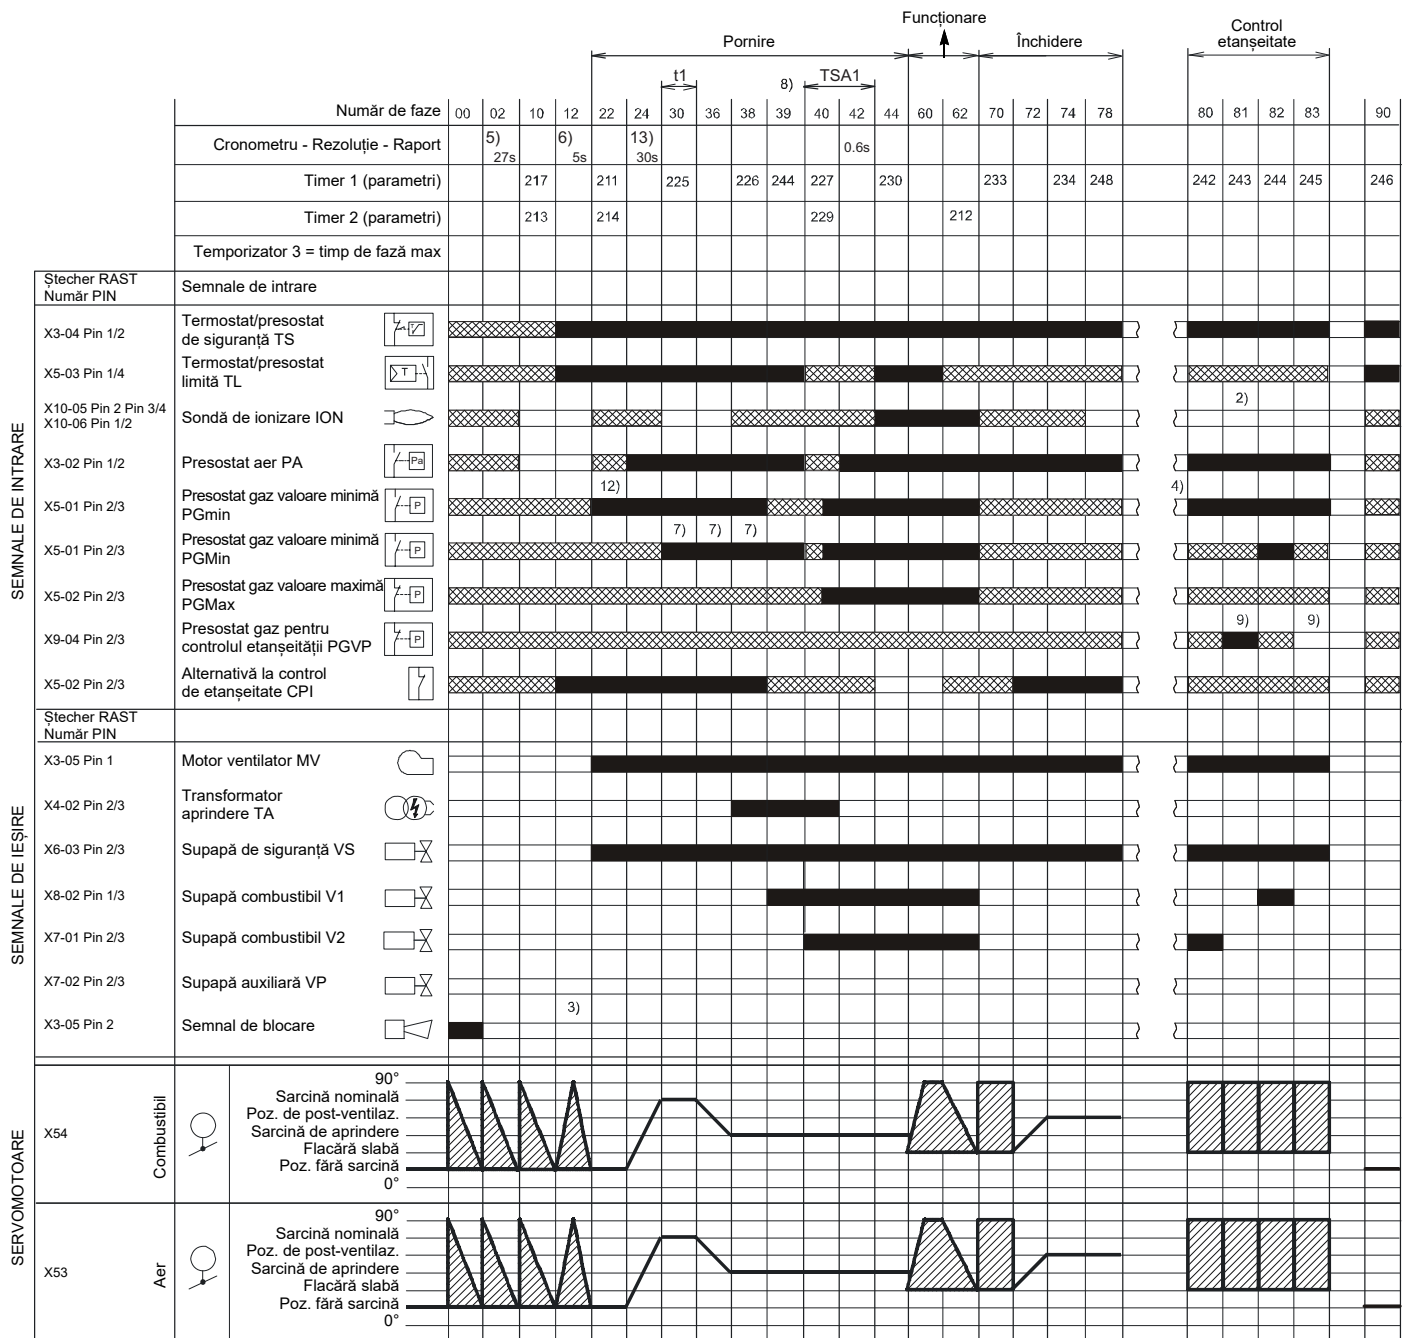 Funcționare
Pornire
Închidere
Control
etanșeitate
t1
8)
TSA1
Număr de faze 00 02 10 12 22 24 30 36 38 39 40 42 44 60 62 70 72 74 78 80 81 82 83 90
Cronometru - Rezoluție - Raport 5) 27s 6) 5s 13) 30s 0.6s
Timer 1 (parametri) 217 211 225 226 244 227 230 233 234 248 242 243 244 245 246
Timer 2 (parametri) 213 214 229 212
Temporizator 3 = timp de fază max
SEMNALE DE INTRARE
Ștecher RAST
Număr PIN
Semnale de intrare
X3-04 Pin 1/2
Termostat/presostat
de siguranță TS
X5-03 Pin 1/4
Termostat/presostat
limită TL
T
2)
X10-05 Pin 2 Pin 3/4
X10-06 Pin 1/2
Sondă de ionizare ION
X3-02 Pin 1/2
Presostat aer PA
Pa
12)
4)
X5-01 Pin 2/3
Presostat gaz valoare minimă
PGmin
P
7) 7) 7)
X5-01 Pin 2/3
Presostat gaz valoare minimă
PGMin
P
X5-02 Pin 2/3
Presostat gaz valoare maximă
PGMax
P
9) 9)
X9-04 Pin 2/3
Presostat gaz pentru
controlul etanșeității PGVP
P
X5-02 Pin 2/3
Alternativă la control
de etanșeitate CPI
SEMNALE DE IEȘIRE
Ștecher RAST
Număr PIN
X3-05 Pin 1
Motor ventilator MV
X4-02 Pin 2/3
Transformator
aprindere TA
X6-03 Pin 2/3
Supapă de siguranță VS
X8-02 Pin 1/3
Supapă combustibil V1
X7-01 Pin 2/3
Supapă combustibil V2
X7-02 Pin 2/3
Supapă auxiliară VP
3)
X3-05 Pin 2
Semnal de blocare
SERVOMOTOARE
X54
Combustibil
90°
Sarcină nominală
Poz. de post-ventilaz.
Sarcină de aprindere
Flacără slabă
Poz. fără sarcină
0°
X53
Aer
90°
Sarcină nominală
Poz. de post-ventilaz.
Sarcină de aprindere
Flacără slabă
Poz. fără sarcină
0°